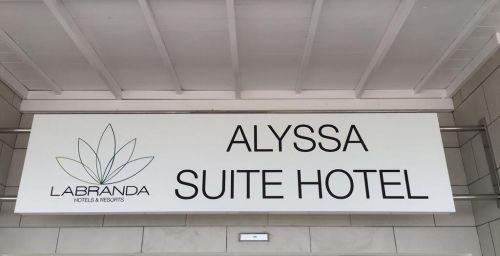 LABRANDA
HOTELS & RESORTS
ALYSSA
SUITE HOTEL